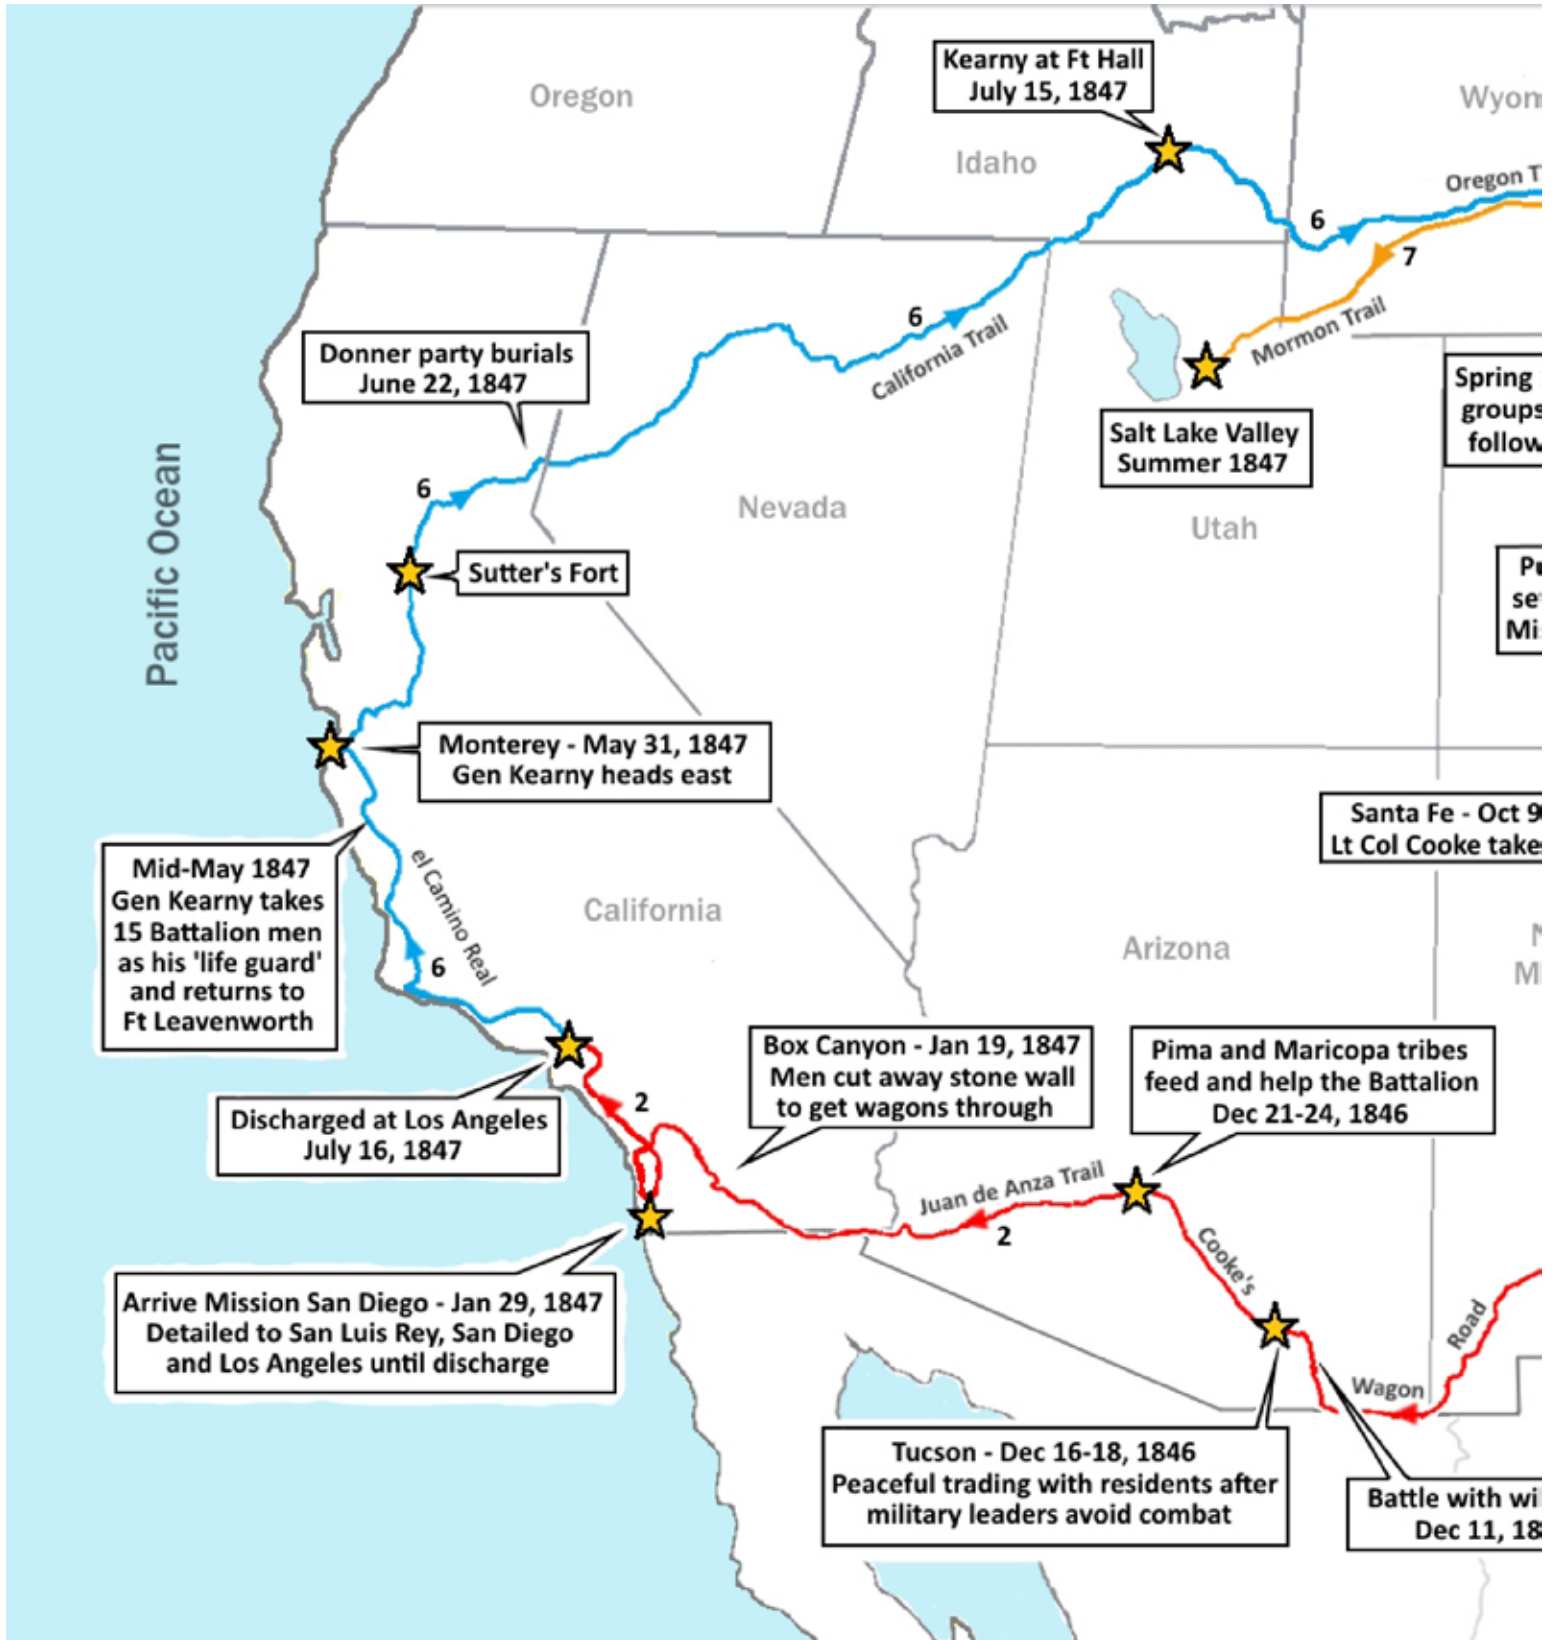 Kearny at Ft Hall
July 15, 1847
Oregon
Idaho
Oregon
6
7
Mormon Trail
6
California Trail
Donner party burials
June 22, 1847
Spring
groups
follow
Salt Lake Valley
Summer 1847
6
Nevada
Utah
Pacific Ocean
Sutter's Fort
Monterey - May 31, 1847
Gen Kearny heads east
Santa Fe - Oct 9
Lt Col Cooke take
Mid-May 1847
Gen Kearny takes
15 Battalion men
as his 'life guard'
and returns to
Ft Leavenworth
el Camino Real
6
California
Arizona
Box Canyon - Jan 19, 1847
Men cut away stone wall
to get wagons through
Pima and Maricopa tribes
feed and help the Battalion
Dec 21-24, 1846
2
Discharged at Los Angeles
July 16, 1847
Juan de Anza Trail
2
Cooke's
Wagon
Road
Arrive Mission San Diego - Jan 29, 1847
Detailed to San Luis Rey, San Diego
and Los Angeles until discharge
Tucson - Dec 16-18, 1846
Peaceful trading with residents after
military leaders avoid combat
Battle with
Dec 11, 18